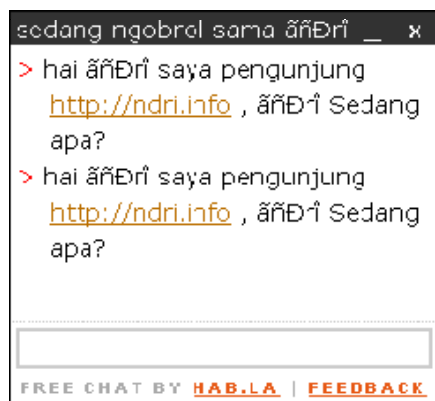 sedang ngobrol sama ãñÐrî _ x
> hai ãñÐrî saya pengunjung
http://ndri.info , ãñÐrî Sedang
apa?
> hai ãñÐrî saya pengunjung
http://ndri.info , ãñÐrî Sedang
apa?
FREE CHAT BY HAB.LA | FEEDBACK